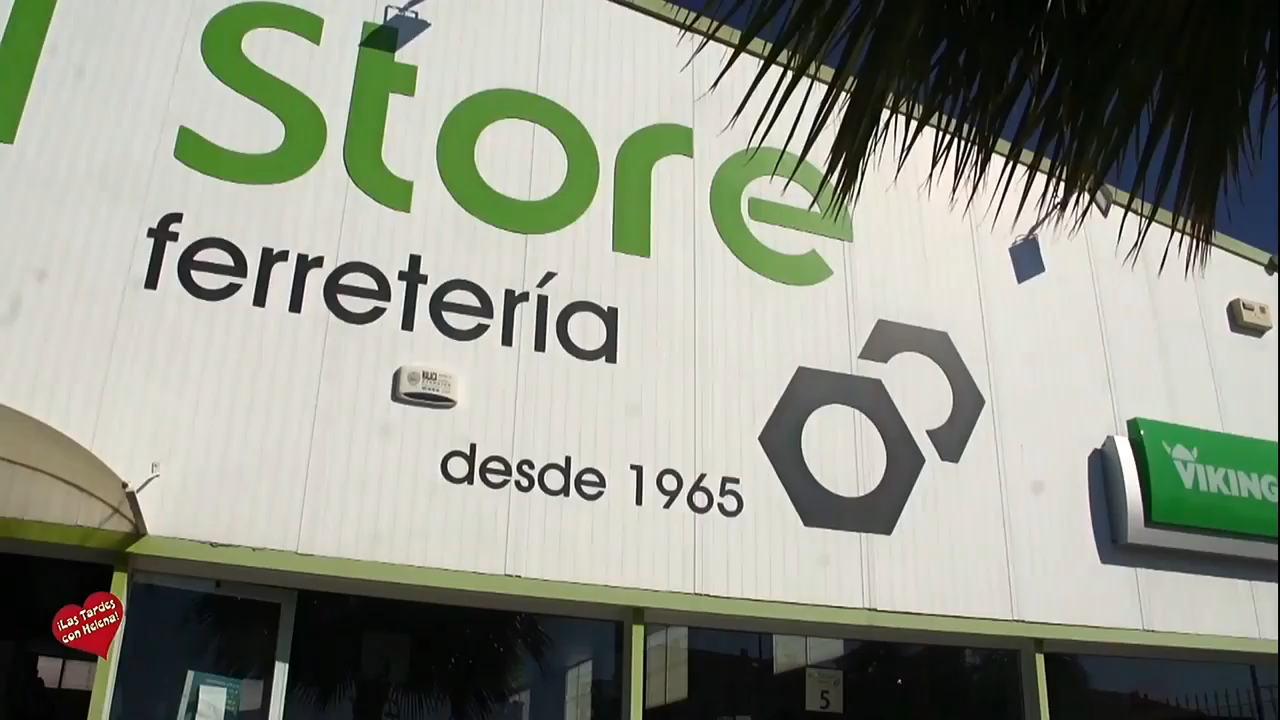 Store
ferretería
desde 1965
VIKING
¡Las Tardes
con Helena!
5